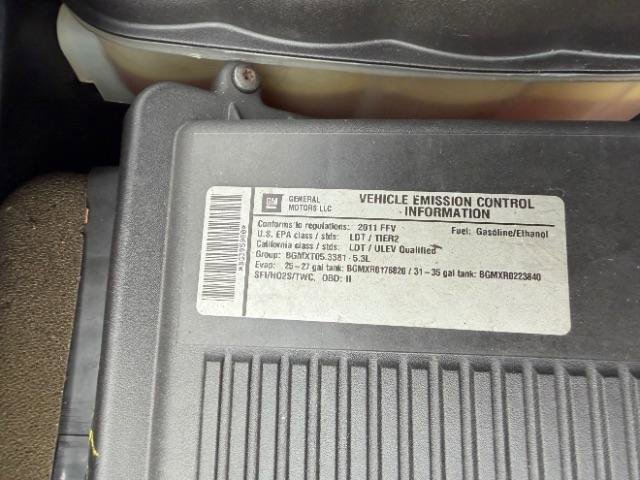 GM
GENERAL
MOTORS LLC
VEHICLE EMISSION CONTROL
INFORMATION
Conforms to regulations: 2011 FFV Fuel: Gasoline/Ethanol
U.S. EPA class / stds: LDT / TIER2
California class / stds: LDT / ULEV Qualified
Group: BGMXT05.3381 - 5.3L
Evap: 25 - 27 gal tank: BGMXR0176820 / 31 - 35 gal tank: BGMXR0223840
SFI/HO2S/TWC, OBD: II